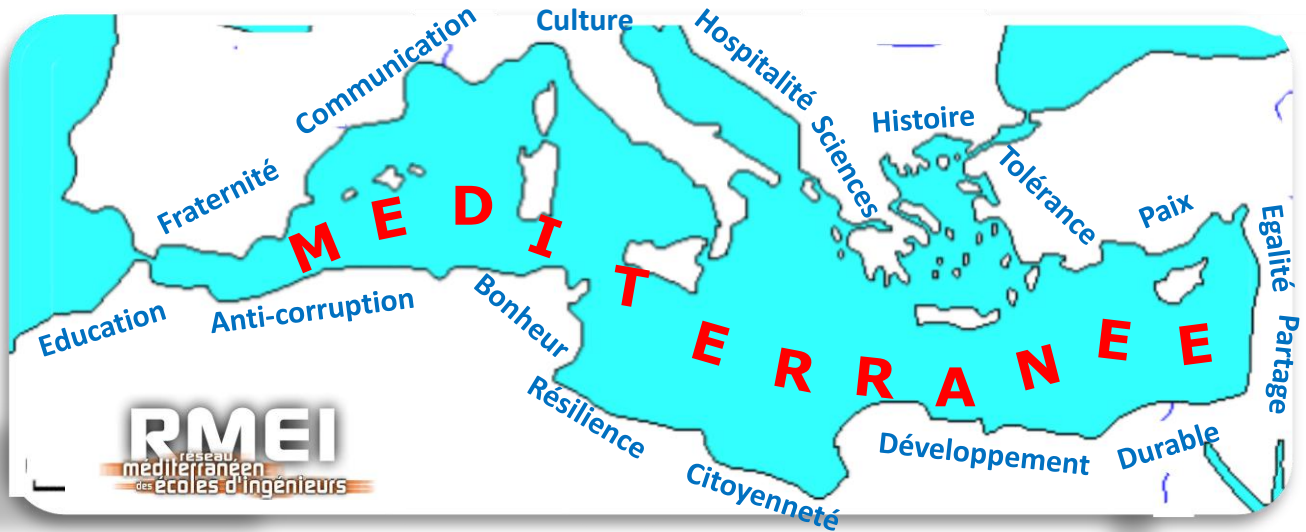 Culture
Communication
Hospitalité
Sciences
Histoire
Tolérance
Fraternité
Paix
Egalité
Partage
MEDITERRANEE
Education
Anti-corruption
Bonheur
Résilience
Citoyenneté
Développement
Durable
RMEI
réseau
méditerranéen
des écoles d'ingénieurs